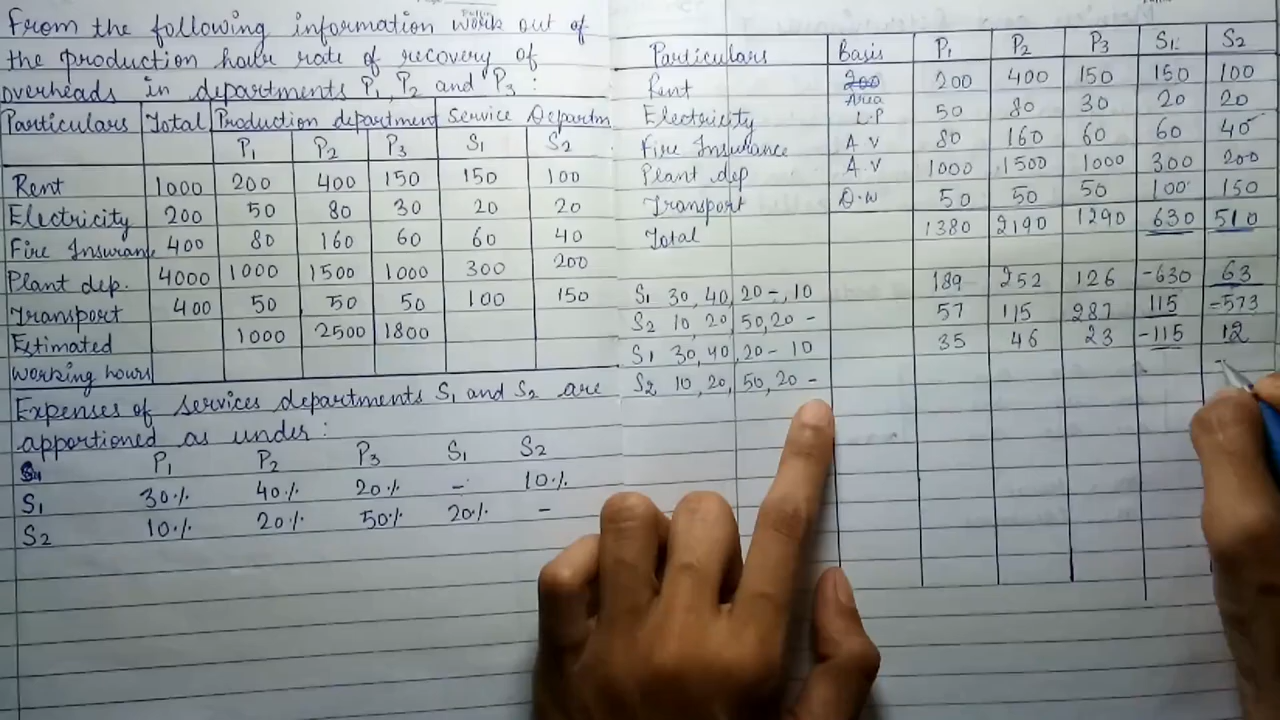 From the following information work out of
the production hour rate of recovery of
overheads in departments P1, P2 and P3 :
Particulars Total Production department Service Departm
P1 P2 P3 S1 S2
Rent 1000 200 400 150 150 100
Electricity 200 50 80 30 20 20
Fire Insuran 400 80 160 60 60 40
Plant dep. 4000 1000 1500 1000 300 200
Transport 400 50 50 50 100 150
Estimated 1000 2500 1800
working hours
Expenses of services departments S1 and S2 are
apportioned as under :
P1 P2 P3 S1 S2
S1 30% 40% 20% - 10%
S2 10% 20% 50% 20% -
Particulars Basis P1 P2 P3 S1 S2
Rent Area 200 400 150 150 100
Electricity L.P 50 80 30 20 20
Fire Insurance A.V 80 160 60 60 40
Plant dep A.V 1000 1500 1000 300 200
Transport D.W 50 50 50 100 150
Total 1380 2190 1290 630 510
S1 30, 40, 20 -, 10 189 252 126 -630 63
S2 10, 20, 50, 20 - 57 115 287 115 -573
S1 30, 40, 20 - 10 35 46 23 -115 12
S2 10, 20, 50, 20 -